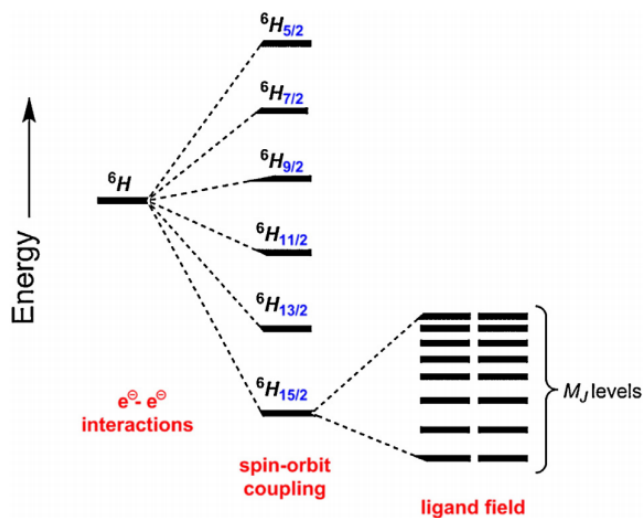 ⁶H₅/₂
⁶H₇/₂
⁶H₉/₂
⁶H
⁶H₁₁/₂
⁶H₁₃/₂
⁶H₁₅/₂
Energy
e⊖- e⊖
interactions
spin-orbit
coupling
ligand field
M_J levels